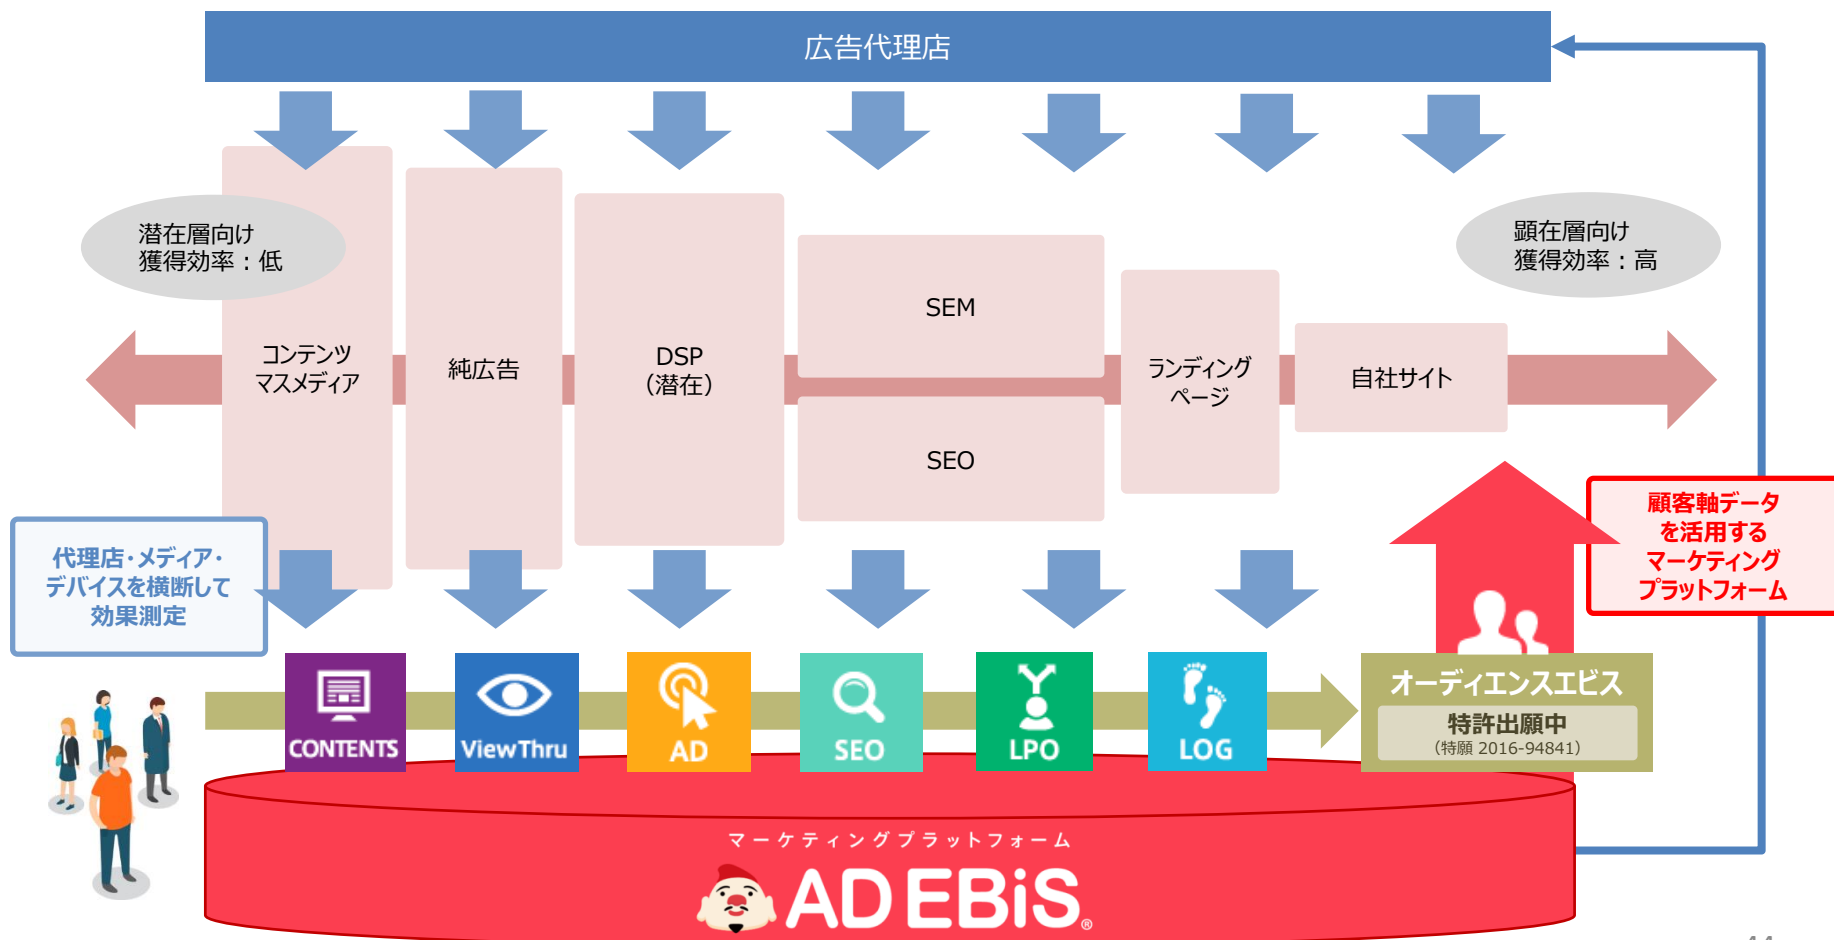 広告代理店
潜在層向け
獲得効率：低
顕在層向け
獲得効率：高
コンテンツ
マスメディア
純広告
DSP
（潜在）
SEM
SEO
ランディング
ページ
自社サイト
代理店・メディア・
デバイスを横断して
効果測定
顧客軸データ
を活用する
マーケティング
プラットフォーム
CONTENTS
ViewThru
AD
SEO
LPO
LOG
オーディエンスエビス
特許出願中
（特願 2016-94841）
マーケティングプラットフォーム
AD EBiS®